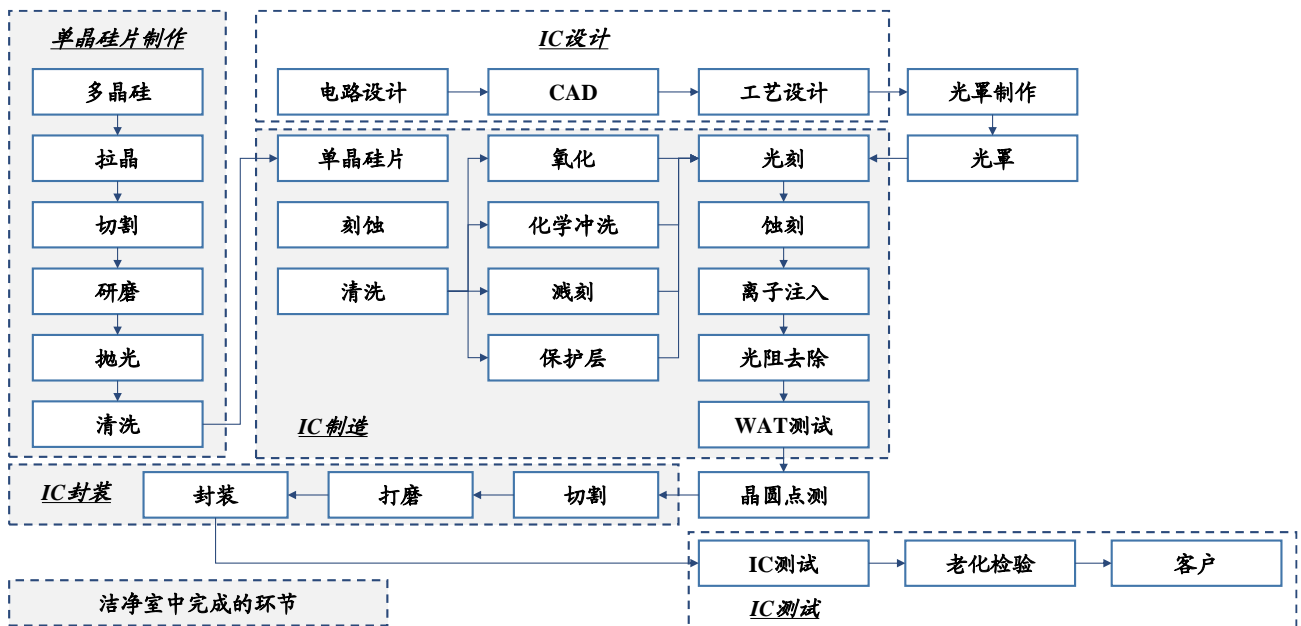 单晶硅片制作
多晶硅
拉晶
切割
研磨
抛光
清洗
IC设计
电路设计
CAD
工艺设计
光罩制作
光罩
单晶硅片
刻蚀
清洗
氧化
化学冲洗
溅刻
保护层
光刻
蚀刻
离子注入
光阻去除
WAT测试
IC制造
晶圆点测
IC封装
封装
打磨
切割
IC测试
老化检验
客户
IC测试
洁净室中完成的环节